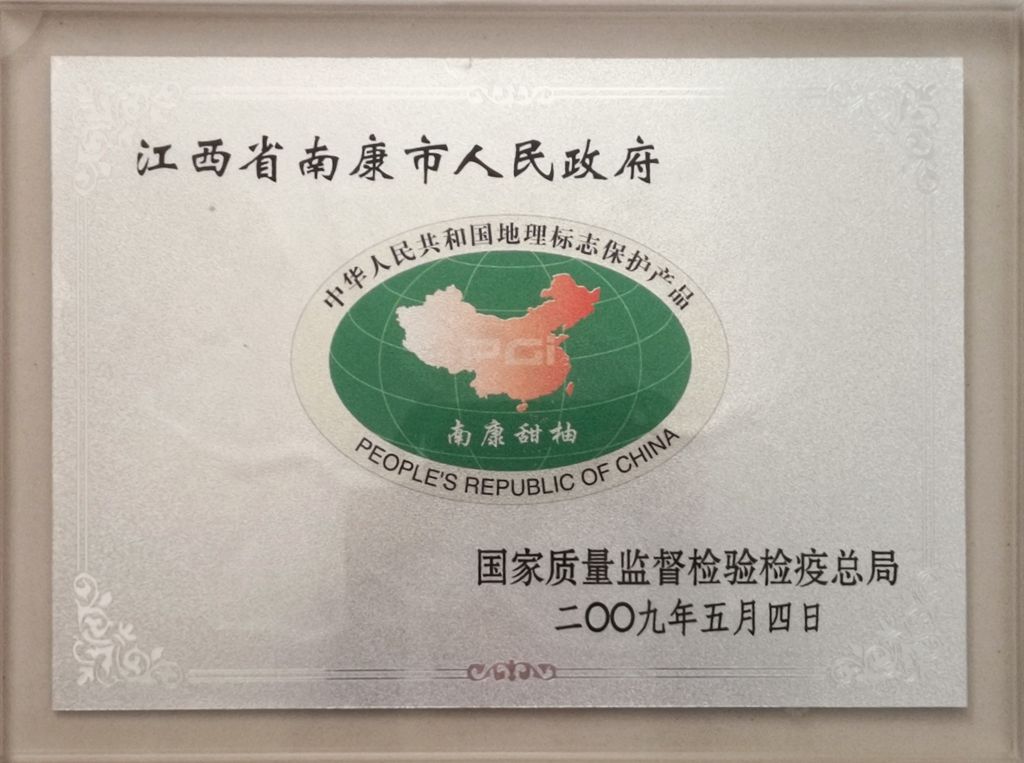 江西省南康市人民政府
中华人民共和国地理标志保护产品
PGI
南康甜柚
PEOPLE'S REPUBLIC OF CHINA
国家质量监督检验检疫总局
二〇〇九年五月四日